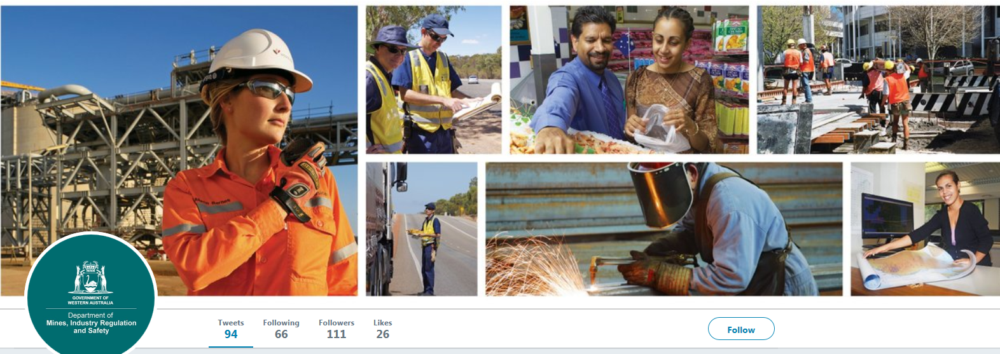 GOVERNMENT OF
WESTERN AUSTRALIA
Department of
Mines, Industry Regulation
and Safety
Tweets
94
Following
66
Followers
111
Likes
26
Follow